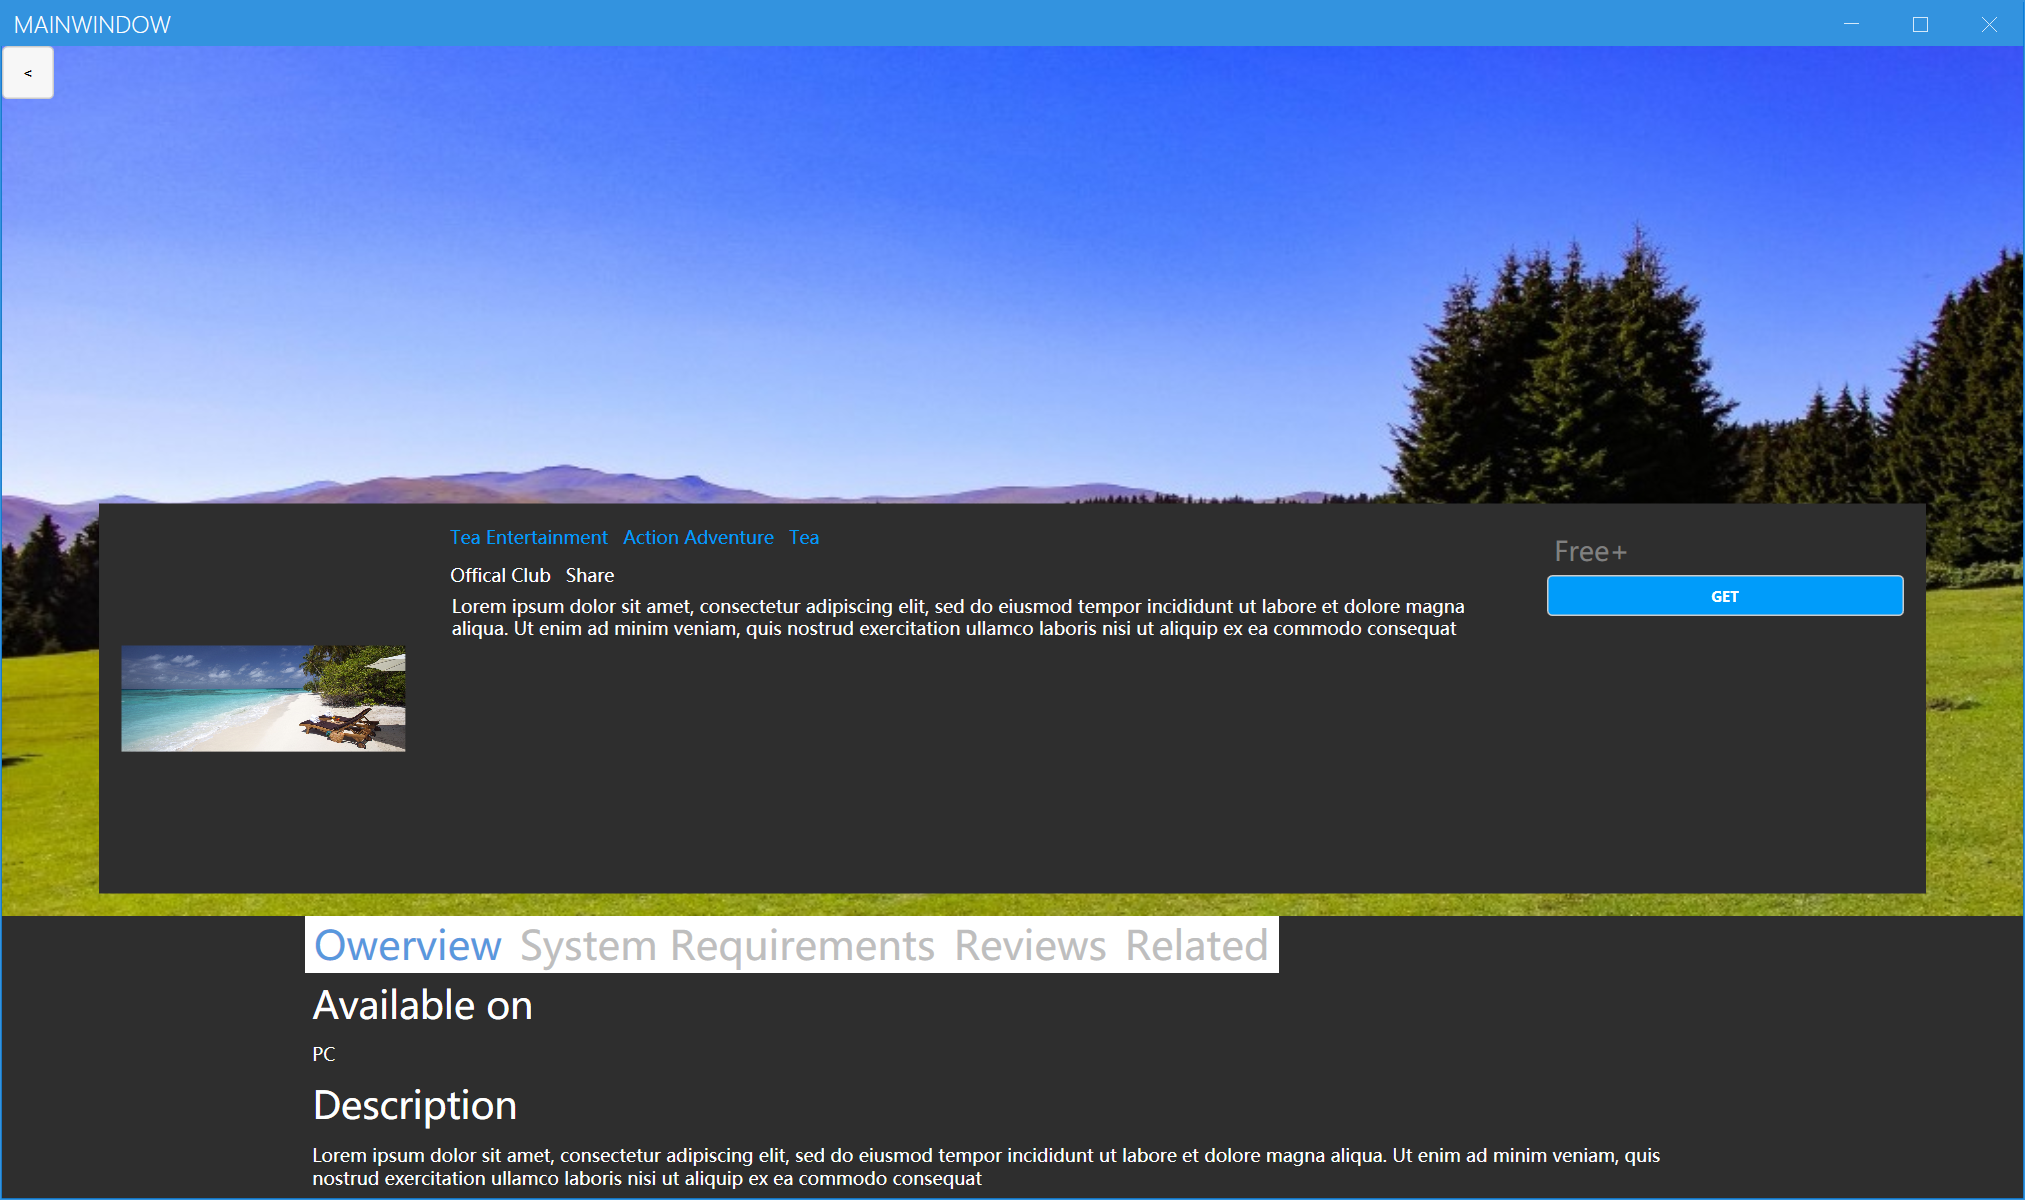 MAINWINDOW
<
Tea Entertainment Action Adventure Tea
Offical Club Share
Lorem ipsum dolor sit amet, consectetur adipiscing elit, sed do eiusmod tempor incididunt ut labore et dolore magna
aliqua. Ut enim ad minim veniam, quis nostrud exercitation ullamco laboris nisi ut aliquip ex ea commodo consequat
Free+
GET
Owerview System Requirements Reviews Related
Available on
PC
Description
Lorem ipsum dolor sit amet, consectetur adipiscing elit, sed do eiusmod tempor incididunt ut labore et dolore magna aliqua. Ut enim ad minim veniam, quis
nostrud exercitation ullamco laboris nisi ut aliquip ex ea commodo consequat